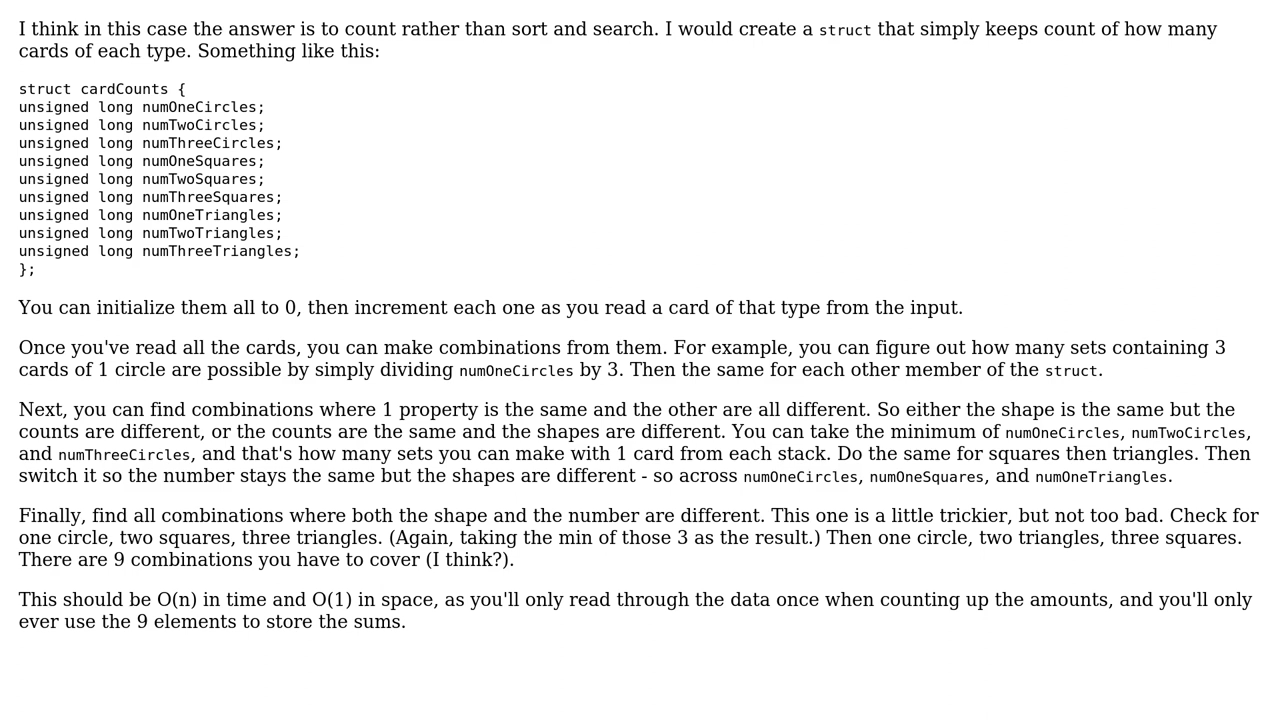 I think in this case the answer is to count rather than sort and search. I would create a struct that simply keeps count of how many
cards of each type. Something like this:
struct cardCounts {
unsigned long numOneCircles;
unsigned long numTwoCircles;
unsigned long numThreeCircles;
unsigned long numOneSquares;
unsigned long numTwoSquares;
unsigned long numThreeSquares;
unsigned long numOneTriangles;
unsigned long numTwoTriangles;
unsigned long numThreeTriangles;
};
You can initialize them all to 0, then increment each one as you read a card of that type from the input.
Once you've read all the cards, you can make combinations from them. For example, you can figure out how many sets containing 3
cards of 1 circle are possible by simply dividing numOneCircles by 3. Then the same for each other member of the struct.
Next, you can find combinations where 1 property is the same and the other are all different. So either the shape is the same but the
counts are different, or the counts are the same and the shapes are different. You can take the minimum of numOneCircles, numTwoCircles,
and numThreeCircles, and that's how many sets you can make with 1 card from each stack. Do the same for squares then triangles. Then
switch it so the number stays the same but the shapes are different - so across numOneCircles, numOneSquares, and numOneTriangles.
Finally, find all combinations where both the shape and the number are different. This one is a little trickier, but not too bad. Check for
one circle, two squares, three triangles. (Again, taking the min of those 3 as the result.) Then one circle, two triangles, three squares.
There are 9 combinations you have to cover (I think?).
This should be O(n) in time and O(1) in space, as you'll only read through the data once when counting up the amounts, and you'll only
ever use the 9 elements to store the sums.